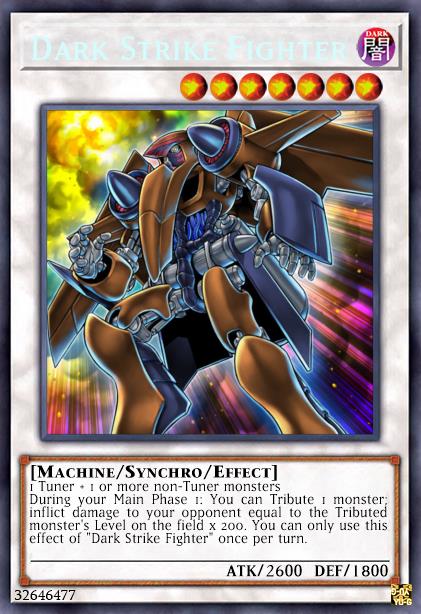 Dark Strike Fighter
DARK
闇
[Machine/Synchro/Effect]
1 Tuner + 1 or more non-Tuner monsters
During your Main Phase 1: You can Tribute 1 monster;
inflict damage to your opponent equal to the Tributed
monster's Level on the field x 200. You can only use this
effect of "Dark Strike Fighter" once per turn.
ATK/2600 DEF/1800
32646477